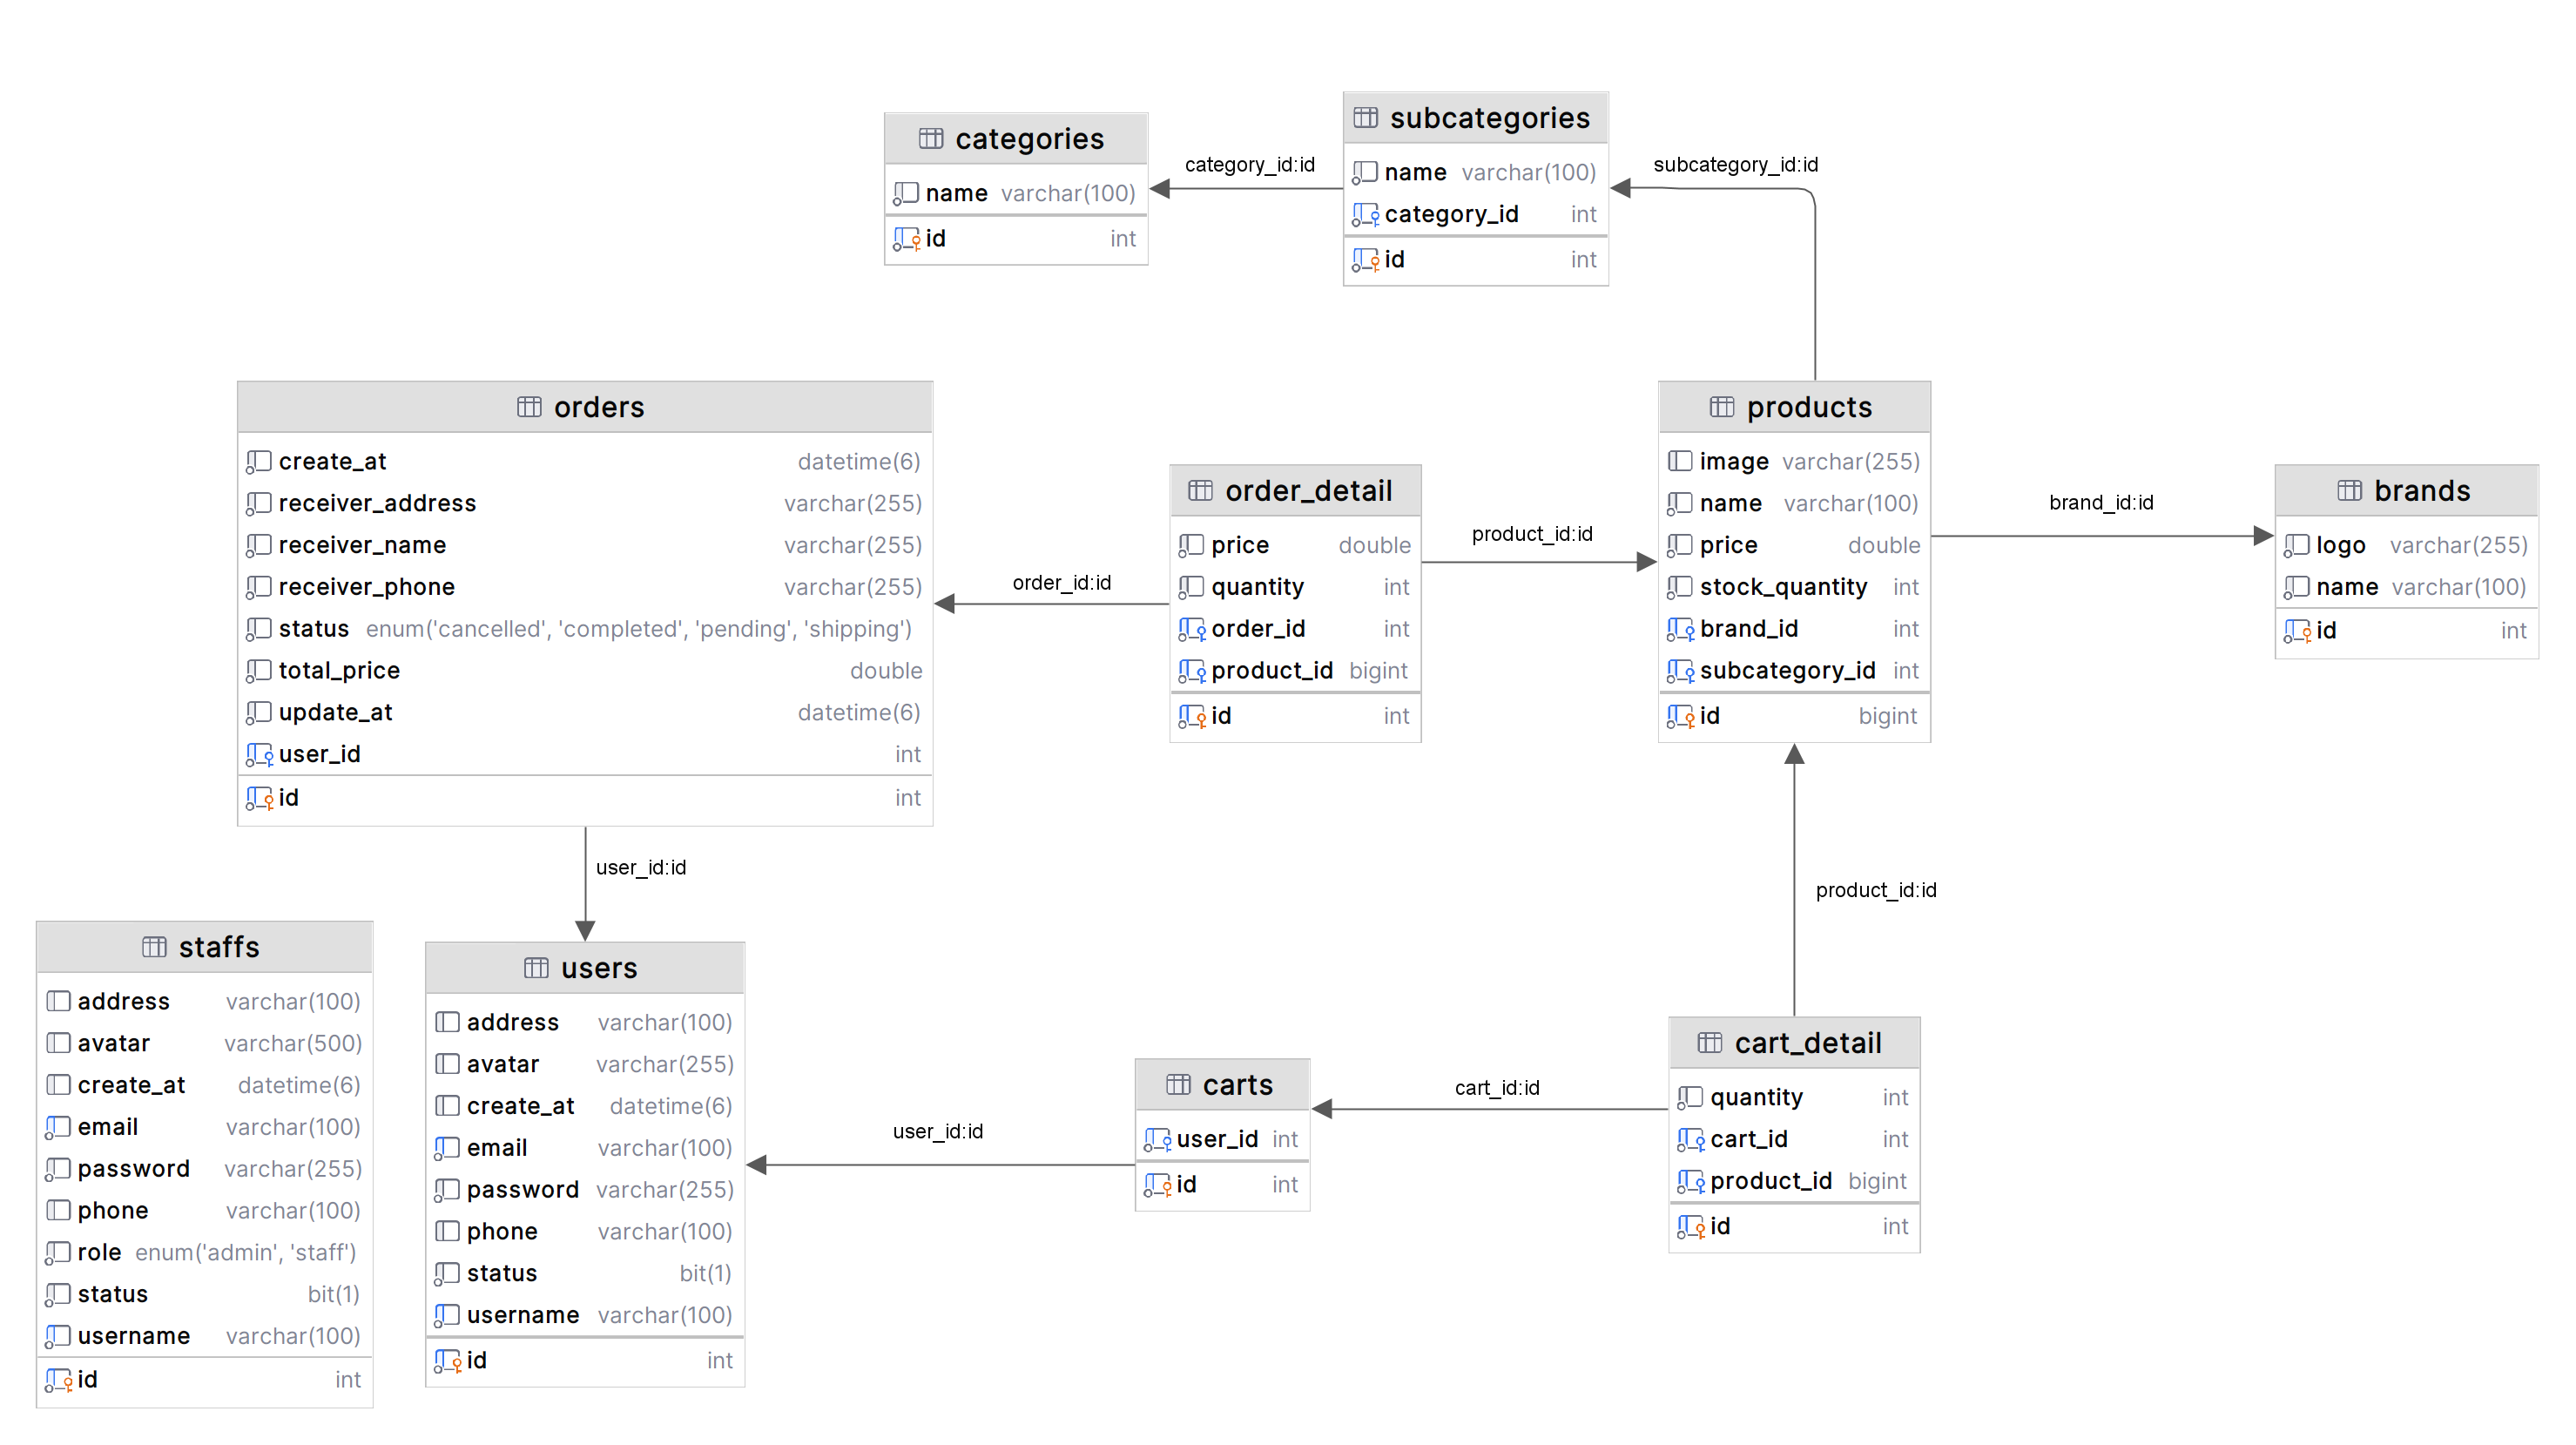 categories
name varchar(100)
id int
category_id:id
subcategories
name varchar(100)
category_id int
id int
subcategory_id:id
orders
create_at datetime(6)
receiver_address varchar(255)
receiver_name varchar(255)
receiver_phone varchar(255)
status enum('cancelled', 'completed', 'pending', 'shipping')
total_price double
update_at datetime(6)
user_id int
id int
order_id:id
order_detail
price double
quantity int
order_id int
product_id bigint
id int
product_id:id
products
image varchar(255)
name varchar(100)
price double
stock_quantity int
brand_id int
subcategory_id int
id bigint
brand_id:id
brands
logo varchar(255)
name varchar(100)
id int
user_id:id
product_id:id
staffs
address varchar(100)
avatar varchar(500)
create_at datetime(6)
email varchar(100)
password varchar(255)
phone varchar(100)
role enum('admin', 'staff')
status bit(1)
username varchar(100)
id int
users
address varchar(100)
avatar varchar(255)
create_at datetime(6)
email varchar(100)
password varchar(255)
phone varchar(100)
status bit(1)
username varchar(100)
id int
user_id:id
carts
user_id int
id int
cart_id:id
cart_detail
quantity int
cart_id int
product_id bigint
id int